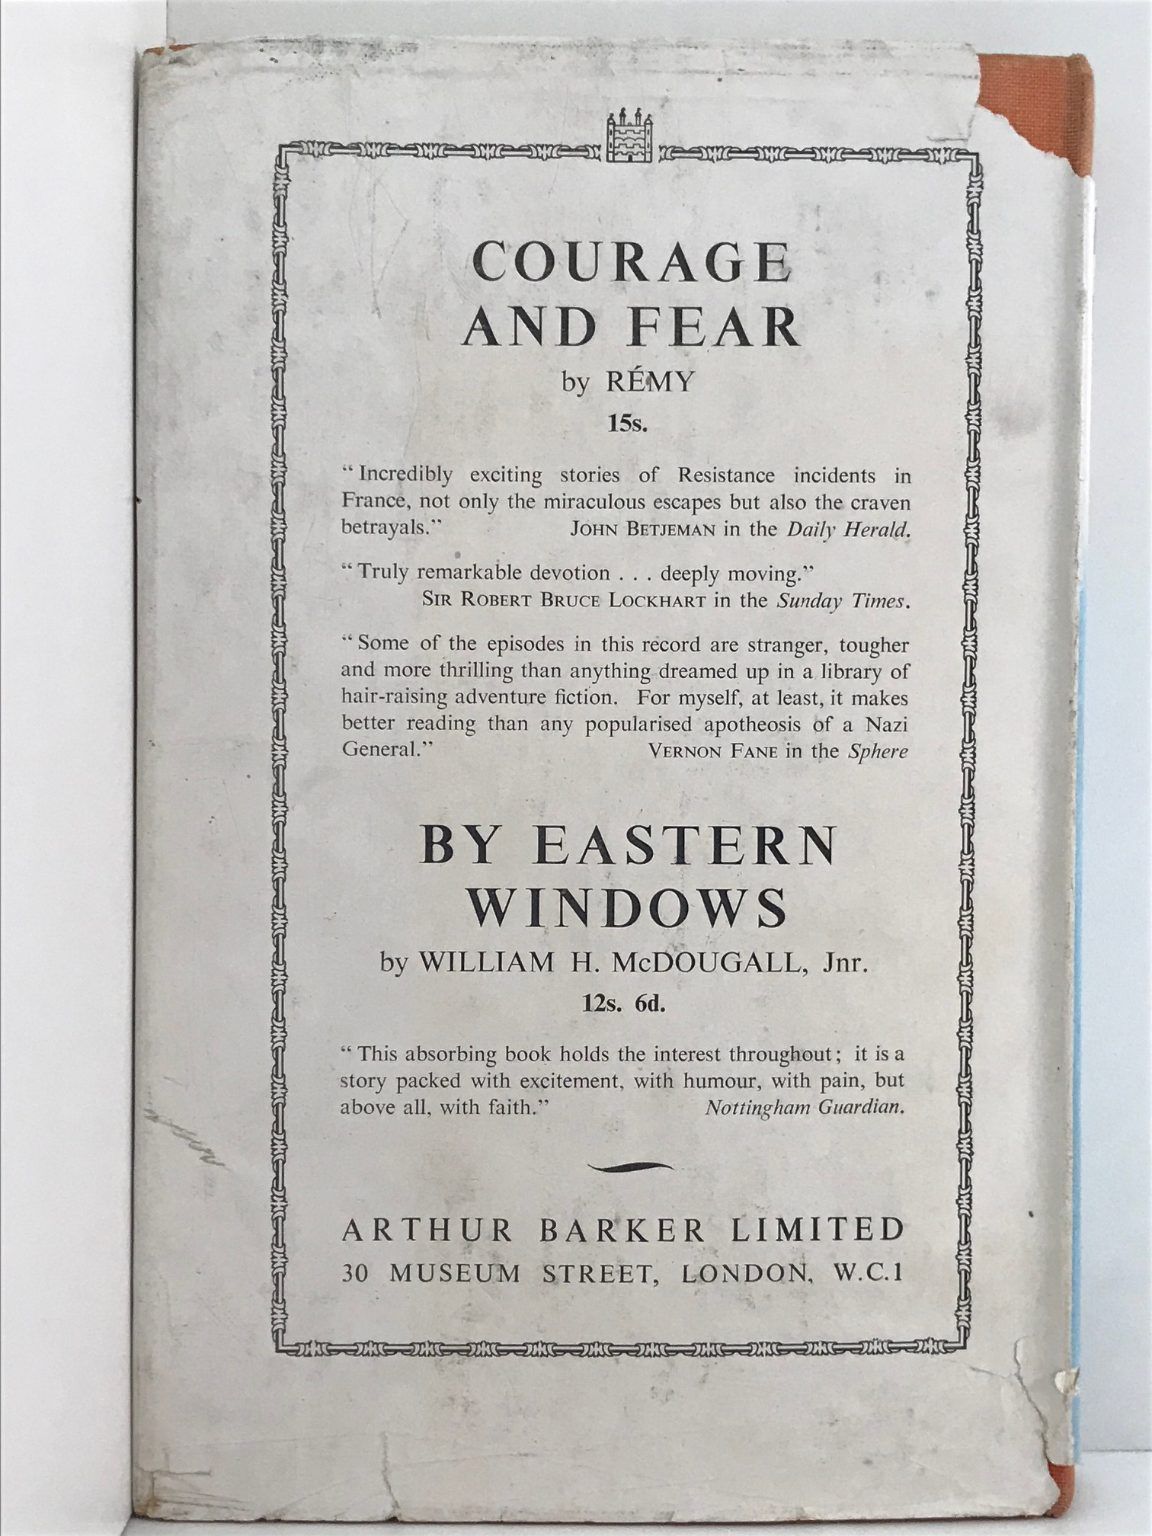 COURAGE
AND FEAR
by RÉMY
15s.
“Incredibly exciting stories of Resistance incidents in
France, not only the miraculous escapes but also the craven
betrayals.” JOHN BETJEMAN in the Daily Herald.
“Truly remarkable devotion . . . deeply moving.”
SIR ROBERT BRUCE LOCKHART in the Sunday Times.
“Some of the episodes in this record are stranger, tougher
and more thrilling than anything dreamed up in a library of
hair-raising adventure fiction. For myself, at least, it makes
better reading than any popularised apotheosis of a Nazi
General.” VERNON FANE in the Sphere
BY EASTERN
WINDOWS
by WILLIAM H. McDOUGALL, Jnr.
12s. 6d.
“This absorbing book holds the interest throughout; it is a
story packed with excitement, with humour, with pain, but
above all, with faith.” Nottingham Guardian.
ARTHUR BARKER LIMITED
30 MUSEUM STREET, LONDON, W.C.1